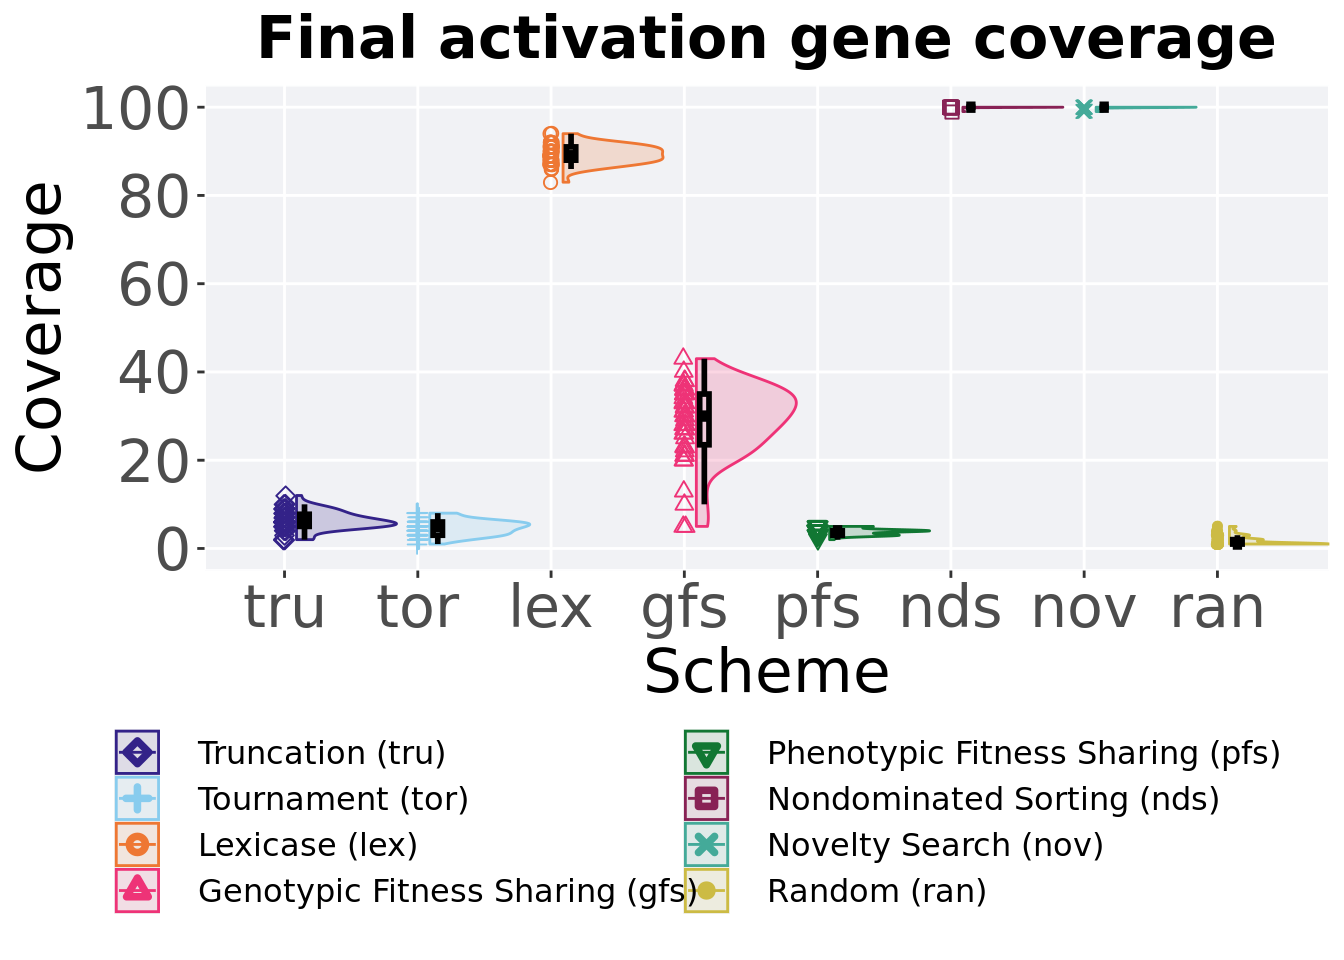 Final activation gene coverage
Coverage
100
80
60
40
20
0
tru tor lex gfs pfs nds nov ran
Scheme
Truncation (tru)
Tournament (tor)
Lexicase (lex)
Genotypic Fitness Sharing (gfs)
Phenotypic Fitness Sharing (pfs)
Nondominated Sorting (nds)
Novelty Search (nov)
Random (ran)